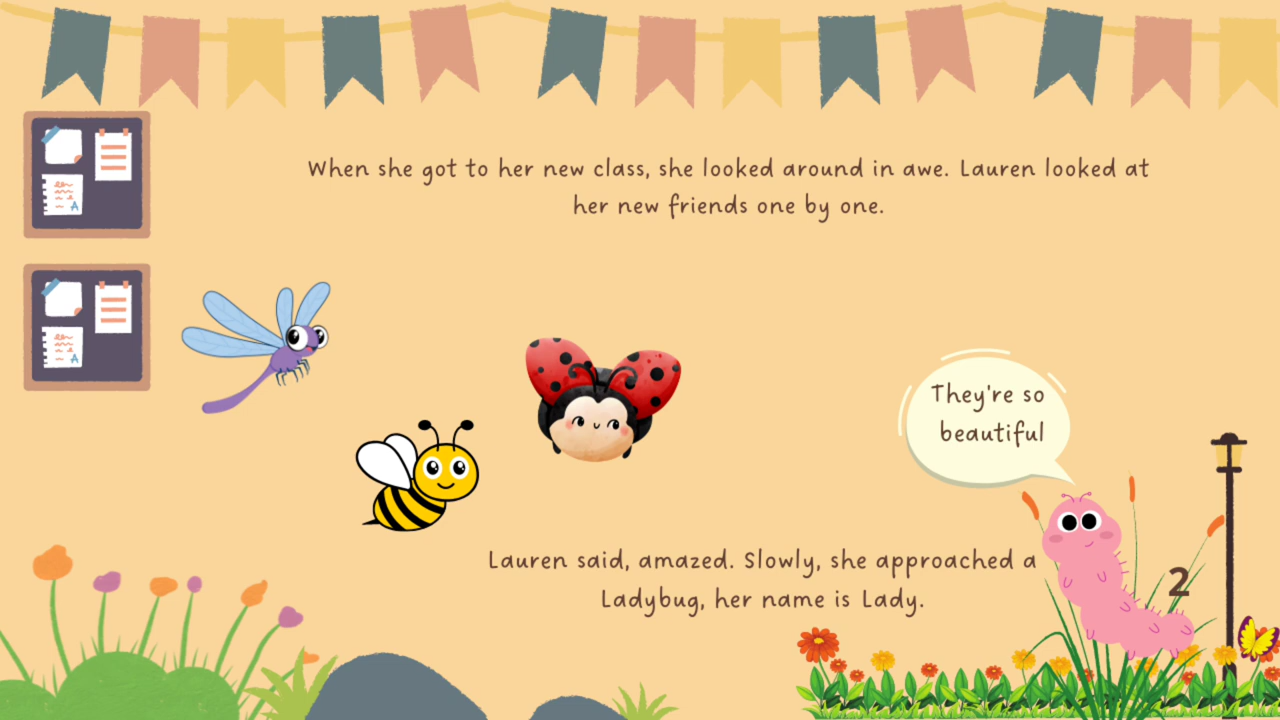 When she got to her new class, she looked around in awe. Lauren looked at
her new friends one by one.
They're so
beautiful
Lauren said, amazed. Slowly, she approached a
Ladybug, her name is Lady.
2